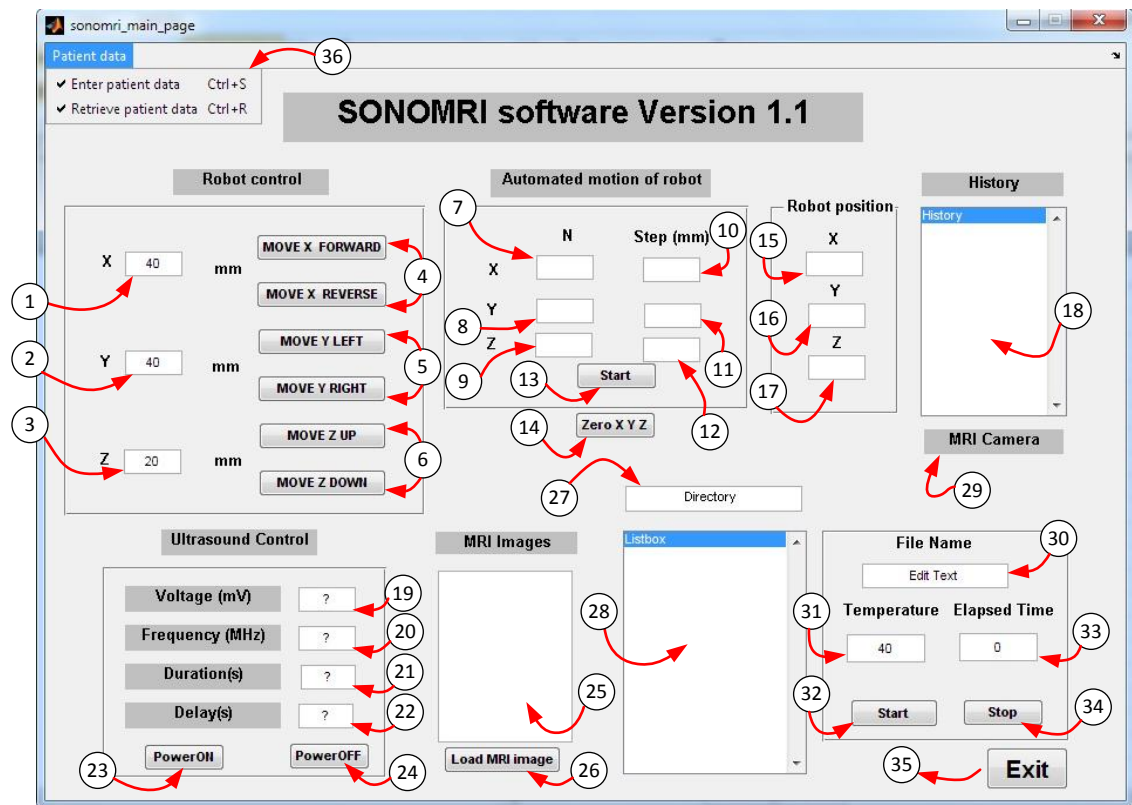 sonomri_main_page
Patient data
36
✔ Enter patient data Ctrl+S
✔ Retrieve patient data Ctrl+R
SONOMRI software Version 1.1
Robot control
X 40 mm
MOVE X FORWARD
MOVE X REVERSE
4
1
Y 40 mm
MOVE Y LEFT
MOVE Y RIGHT
5
2
Z 20 mm
MOVE Z UP
MOVE Z DOWN
6
3
Automated motion of robot
7
N Step (mm)
10
X
Y
8
11
Z
9
12
13
Start
14
Zero X Y Z
Robot position
15
X
16
Y
17
Z
History
History
18
MRI Camera
29
27
Directory
Ultrasound Control
Voltage (mV) ? 19
Frequency (MHz) ? 20
Duration(s) ? 21
Delay(s) ? 22
PowerON PowerOFF
23 24
MRI Images
25
Load MRI image
26
Listbox
28
File Name
30
Edit Text
31
Temperature Elapsed Time
40 0
33
32
Start Stop
34
35
Exit